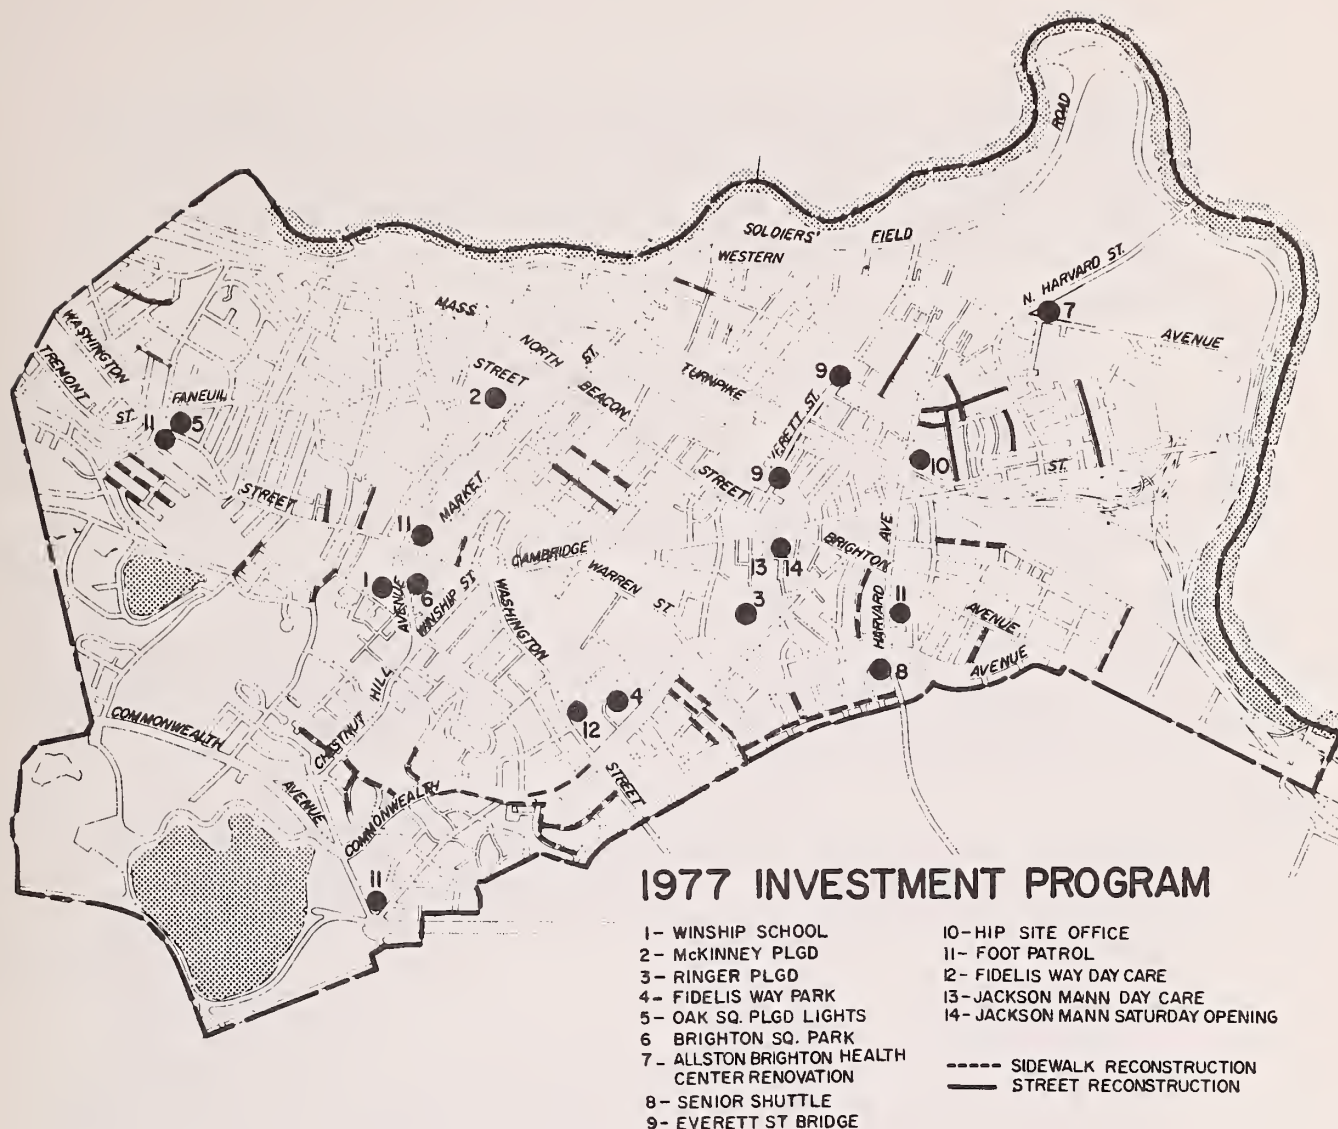 ROAD
SOLDIERS' FIELD
WESTERN
N. HARVARD ST.
7
AVENUE
MASS
NORTH ST.
STREET
BEACON
TURNPIKE
2
9
EVERETT ST.
WASHINGTON
TREMONT
ST.
FANEUIL
11
5
STREET
MARKET
11
STREET
9
10
ST.
CAMBRIDGE
WARREN ST.
13
14
BRIGHTON
AVE
HARVARD
11
AVENUE
AVENUE
1
AVENUE
6
WINSHIP ST.
WASHINGTON
3
8
4
12
HILL
CHESTNUT
COMMONWEALTH
AVENUE
COMMONWEALTH
STREET
11
1977 INVESTMENT PROGRAM
1- WINSHIP SCHOOL
2- McKINNEY PLGD
3- RINGER PLGD
4- FIDELIS WAY PARK
5- OAK SQ. PLGD LIGHTS
6 BRIGHTON SQ. PARK
7- ALLSTON BRIGHTON HEALTH
CENTER RENOVATION
8- SENIOR SHUTTLE
9- EVERETT ST BRIDGE
10- HIP SITE OFFICE
11- FOOT PATROL
12- FIDELIS WAY DAY CARE
13- JACKSON MANN DAY CARE
14- JACKSON MANN SATURDAY OPENING
SIDEWALK RECONSTRUCTION
STREET RECONSTRUCTION